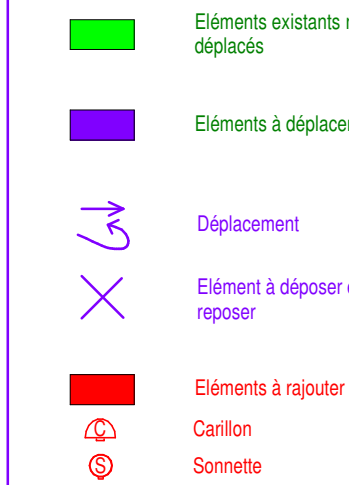 Eléments existants
déplacés
Eléments à déplacer
Déplacement
Elément à déposer
reposer
Eléments à rajouter
C Carillon
S Sonnette